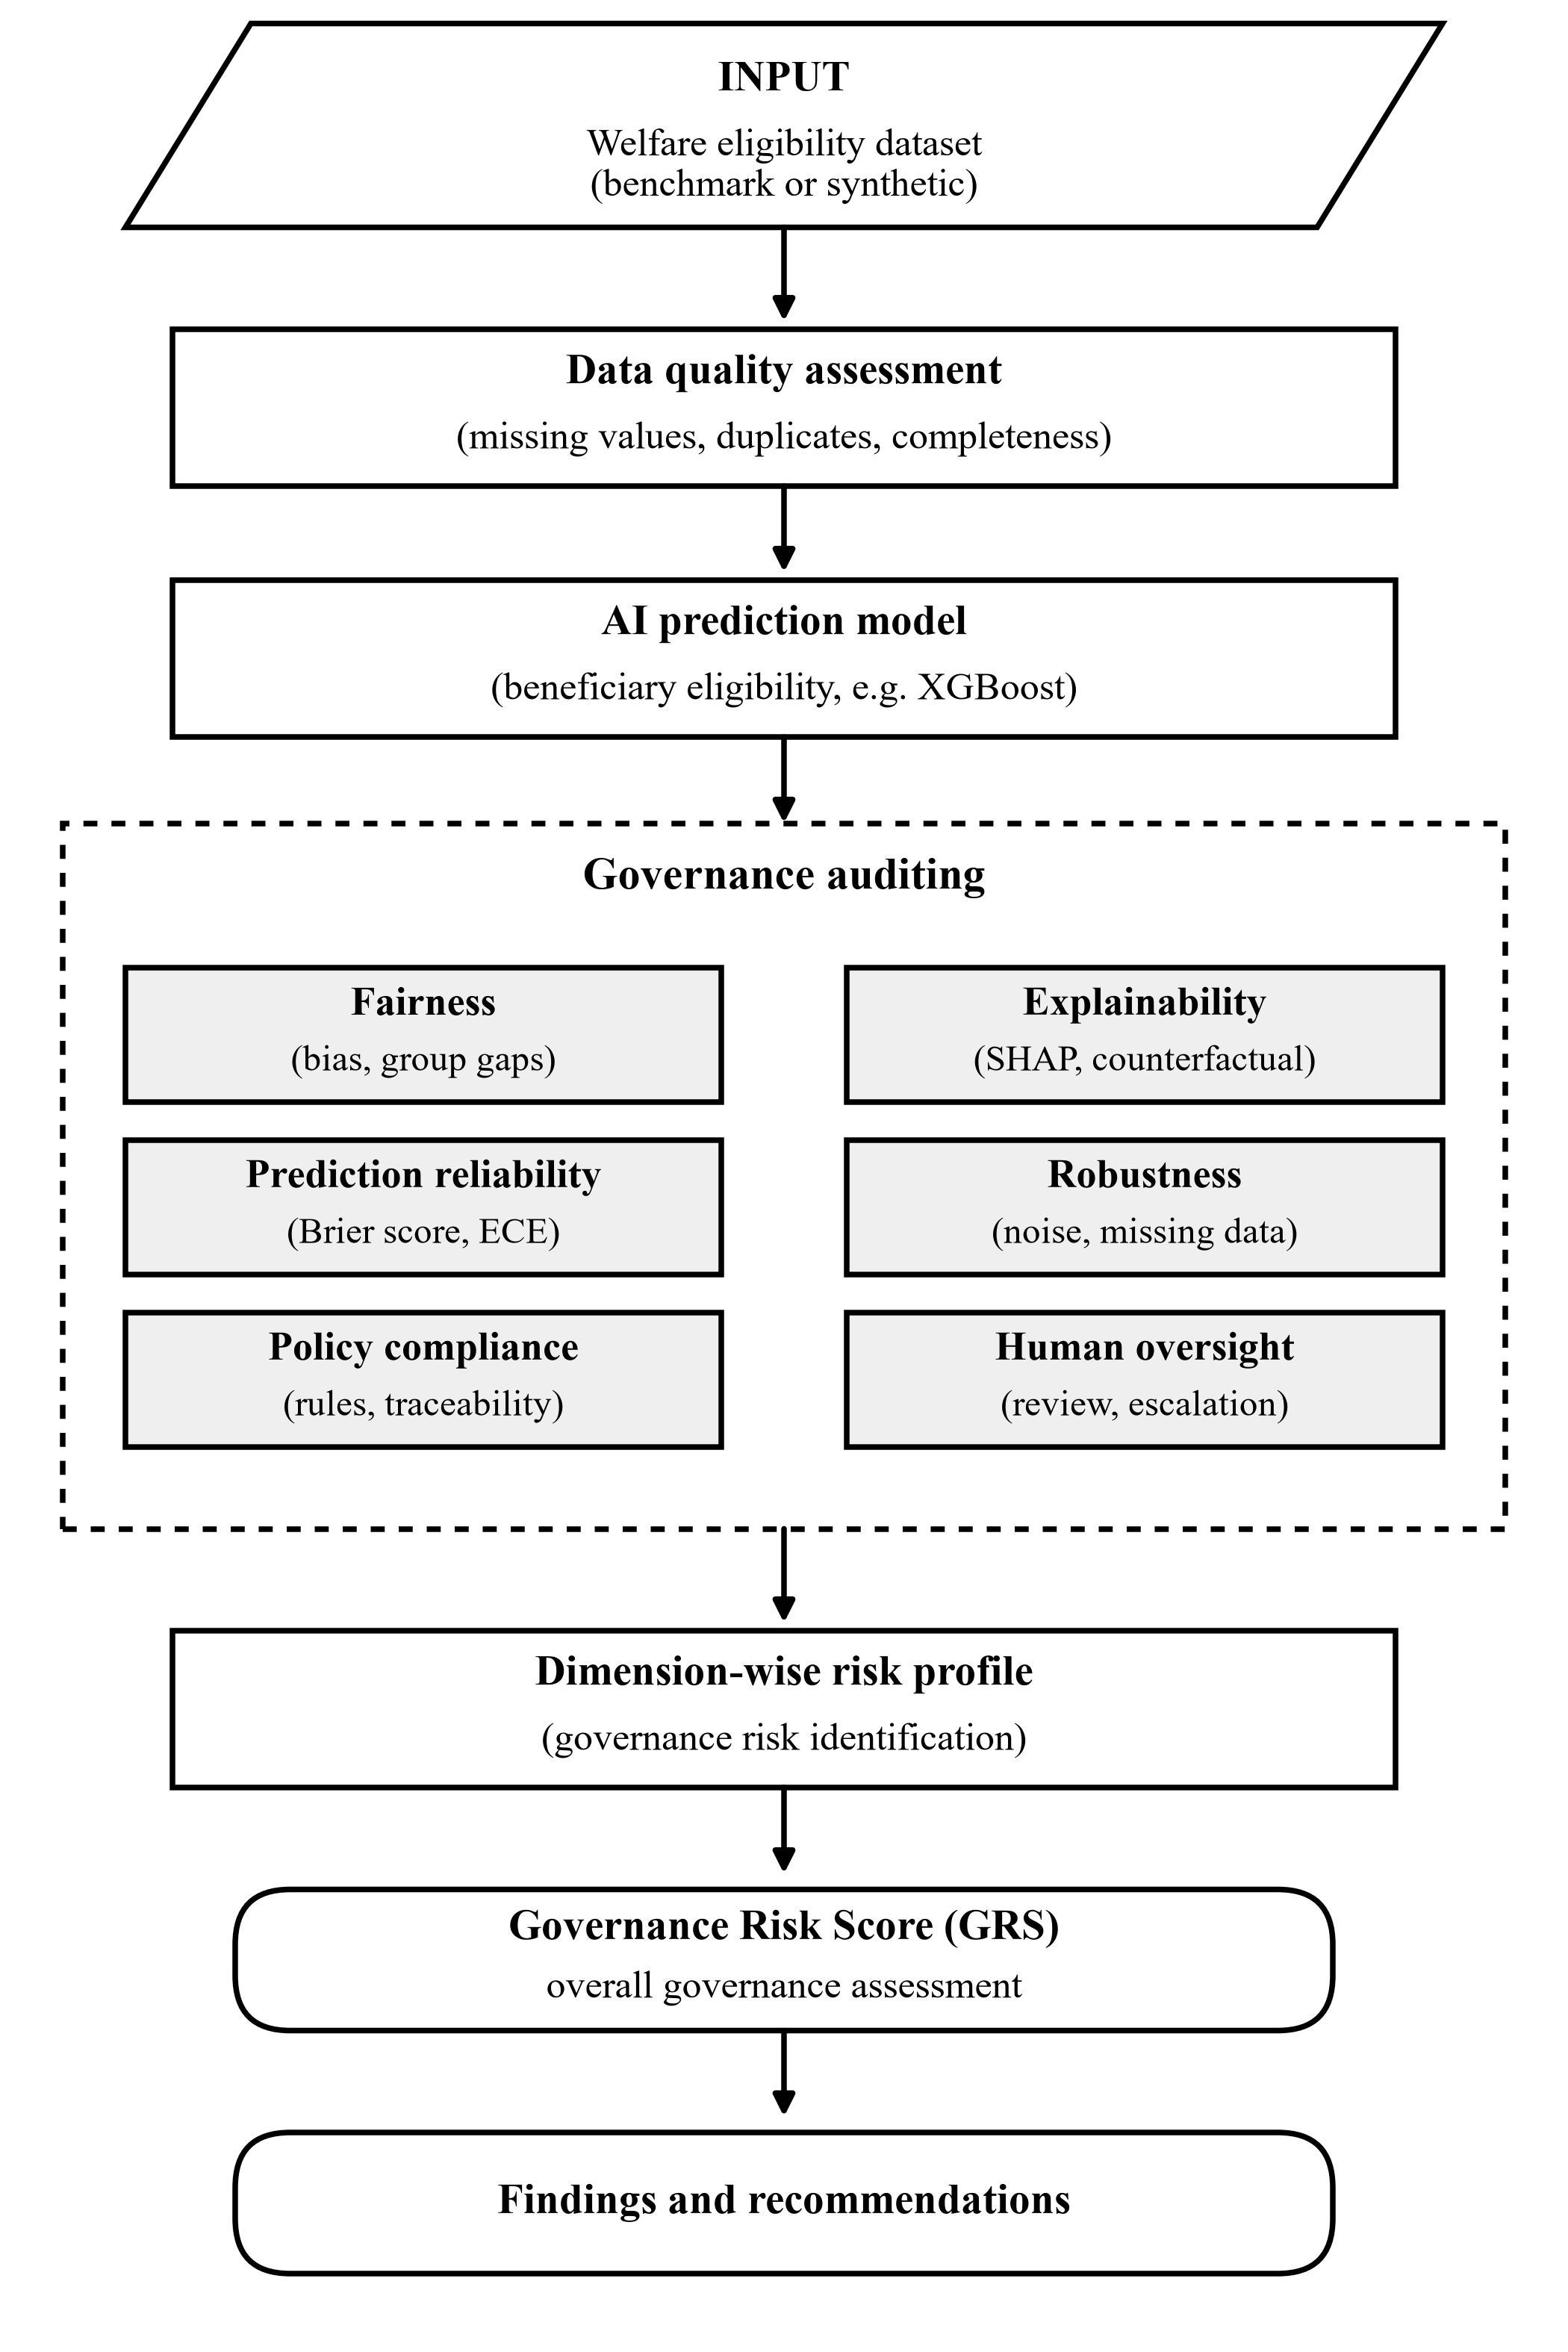 INPUT
Welfare eligibility dataset
(benchmark or synthetic)
Data quality assessment
(missing values, duplicates, completeness)
AI prediction model
(beneficiary eligibility, e.g. XGBoost)
Governance auditing
Fairness
(bias, group gaps)
Explainability
(SHAP, counterfactual)
Prediction reliability
(Brier score, ECE)
Robustness
(noise, missing data)
Policy compliance
(rules, traceability)
Human oversight
(review, escalation)
Dimension-wise risk profile
(governance risk identification)
Governance Risk Score (GRS)
overall governance assessment
Findings and recommendations